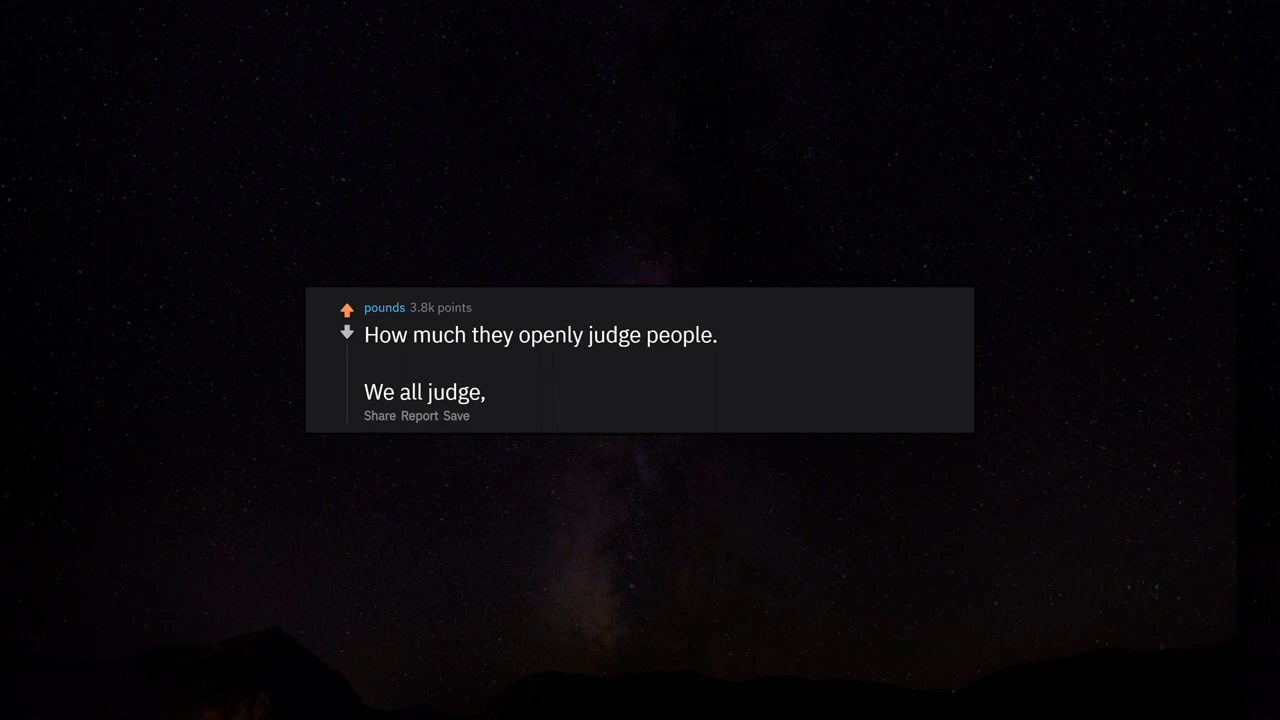 pounds 3.8k points
How much they openly judge people.
We all judge,
Share Report Save